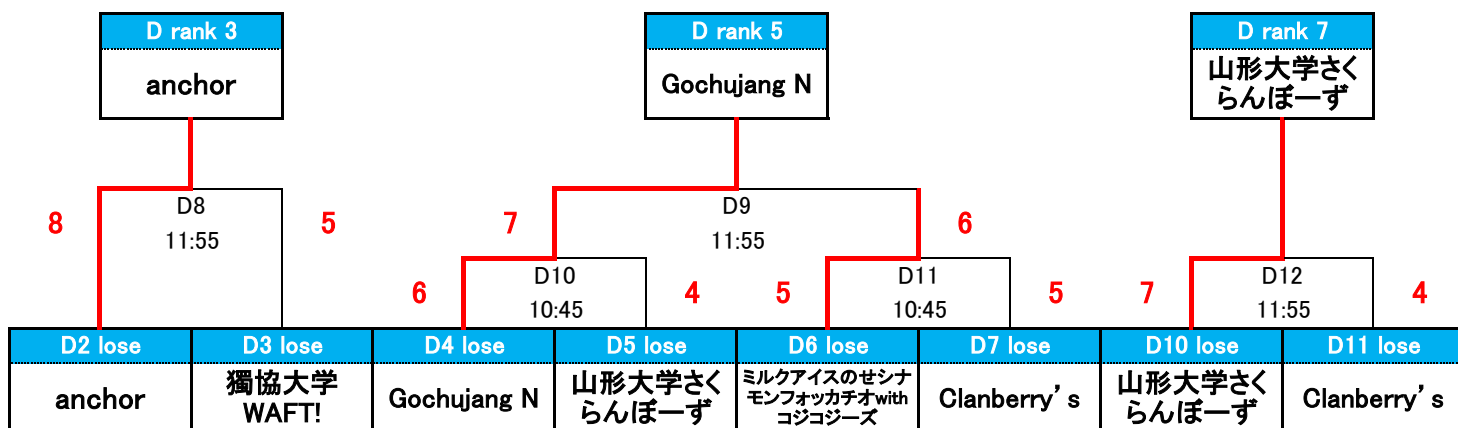 D rank 3
D rank 5
D rank 7
anchor
Gochujang N
山形大学さく
らんぼーず
8
D8
11:55
5
7
D9
11:55
6
6
D10
10:45
4
5
D11
10:45
5
7
D12
11:55
4
D2 lose
D3 lose
D4 lose
D5 lose
D6 lose
D7 lose
D10 lose
D11 lose
anchor
獨協大学
WAFT!
Gochujang N
山形大学さく
らんぼーず
ミルクアイスのせシナ
モンフォッカチオwith
コジコジーズ
Clanberry’s
山形大学さく
らんぼーず
Clanberry’s